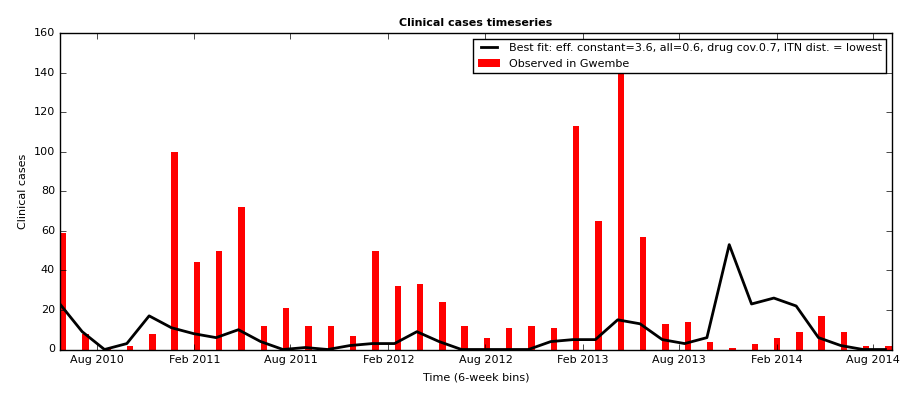 Clinical cases timeseries
Best fit: eff. constant=3.6, all=0.6, drug cov.0.7, ITN dist. = lowest
Observed in Gwembe
160
140
120
100
80
60
40
20
0
Clinical cases
Aug 2010 Feb 2011 Aug 2011 Feb 2012 Aug 2012 Feb 2013 Aug 2013 Feb 2014 Aug 2014
Time (6-week bins)